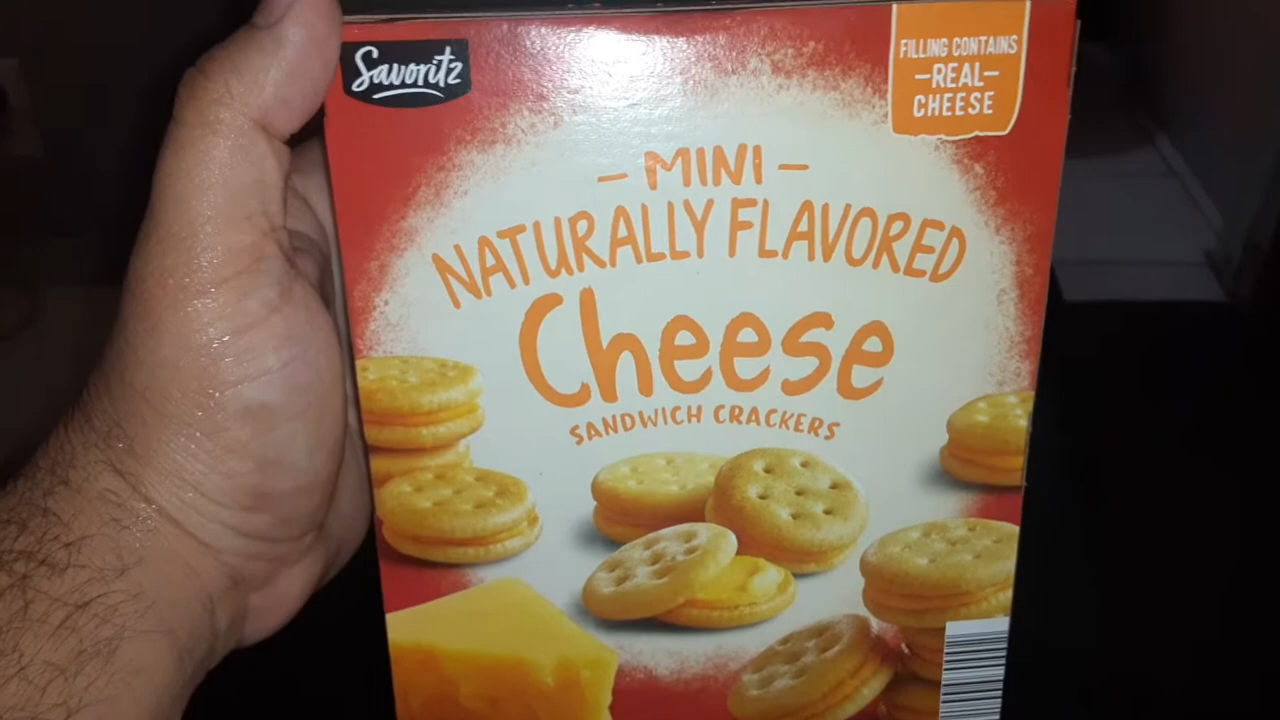 Savoritz
FILLING CONTAINS
-REAL-
CHEESE
- MINI -
NATURALLY FLAVORED
Cheese
SANDWICH CRACKERS